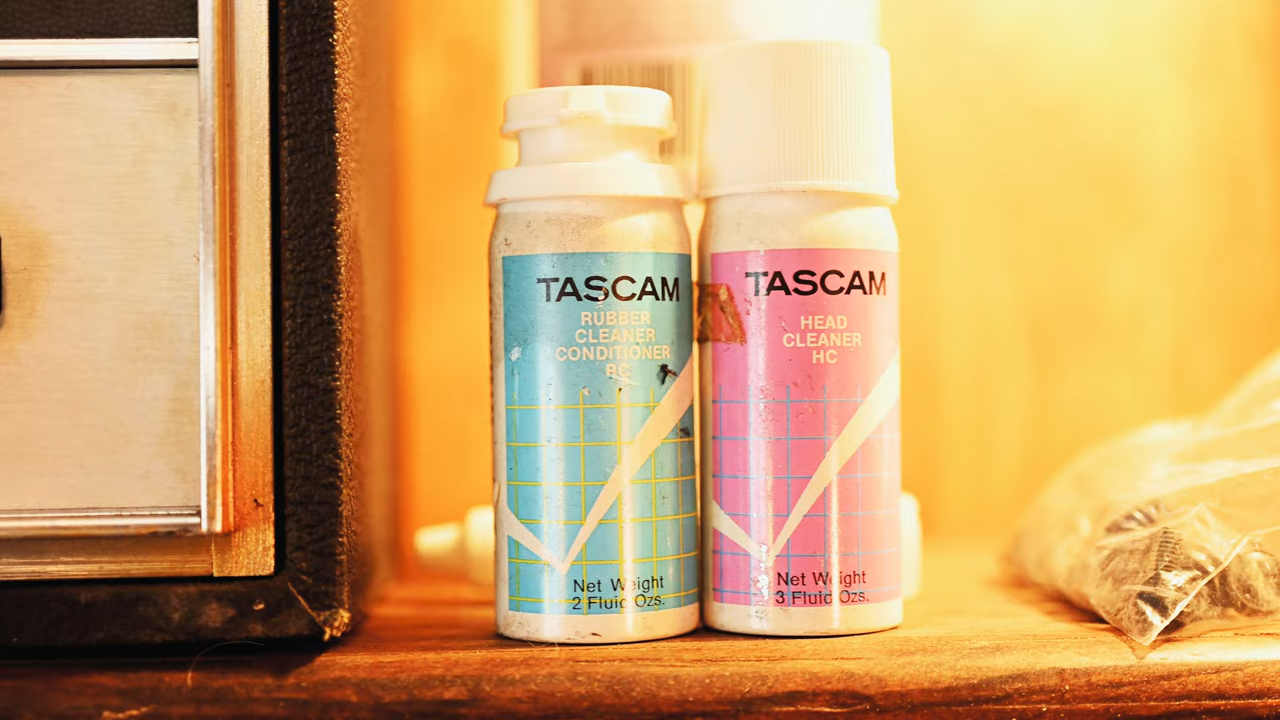 TASCAM
RUBBER
CLEANER
CONDITIONER
RC
Net Weight
2 Fluid Ozs.
TASCAM
HEAD
CLEANER
HC
Net Weight
3 Fluid Ozs.